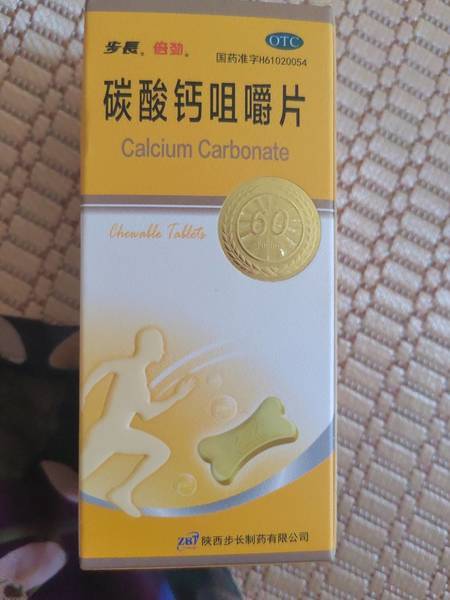 步長® 倍劲®
OTC
国药准字H61020054
碳酸钙咀嚼片
Calcium Carbonate
60
Chewable Tablets
ZBT 陕西步长制药有限公司